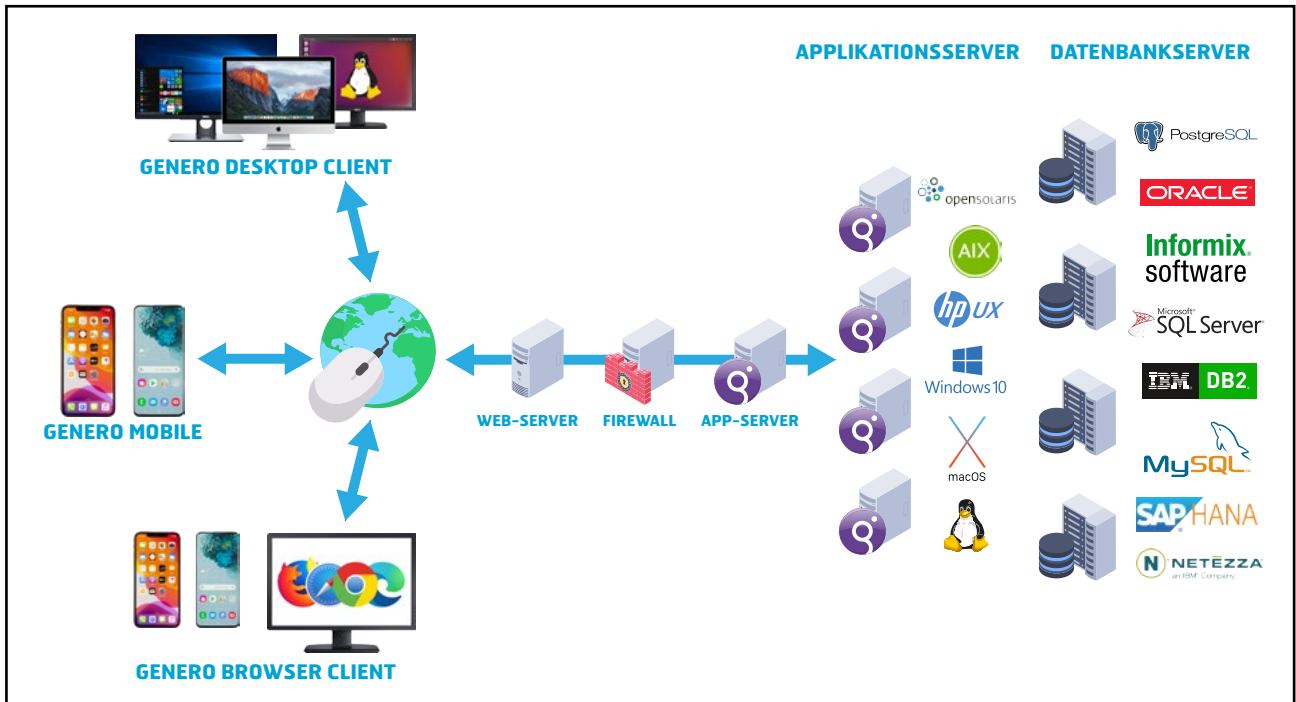 APPLIKATIONSSERVER
DATENBANKSERVER
GENERO DESKTOP CLIENT
GENERO MOBILE
GENERO BROWSER CLIENT
WEB-SERVER
FIREWALL
APP-SERVER
opensolaris
AIX
hp UX
Windows 10
macOS
PostgreSQL
ORACLE
Informix.
software
Microsoft
SQL Server
IBM. DB2.
MySQL
SAP HANA
N NETEZZA
an IBM Company